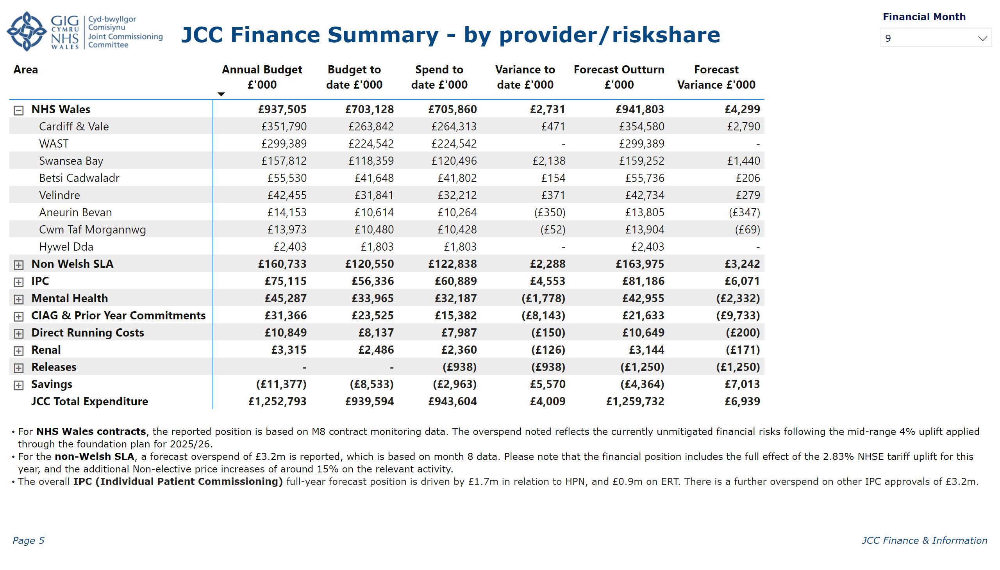 GIG
CYMRU
NHS
WALES
Cyd-bwyllgor
Comisiynu
Joint Commissioning
Committee
JCC Finance Summary - by provider/riskshare
Financial Month
9
Area Annual Budget £'000 Budget to date £'000 Spend to date £'000 Variance to date £'000 Forecast Outturn £'000 Forecast Variance £'000
NHS Wales £937,505 £703,128 £705,860 £2,731 £941,803 £4,299
Cardiff & Vale £351,790 £263,842 £264,313 £471 £354,580 £2,790
WAST £299,389 £224,542 £224,542 - £299,389 -
Swansea Bay £157,812 £118,359 £120,496 £2,138 £159,252 £1,440
Betsi Cadwaladr £55,530 £41,648 £41,802 £154 £55,736 £206
Velindre £42,455 £31,841 £32,212 £371 £42,734 £279
Aneurin Bevan £14,153 £10,614 £10,264 (£350) £13,805 (£347)
Cwm Taf Morgannwg £13,973 £10,480 £10,428 (£52) £13,904 (£69)
Hywel Dda £2,403 £1,803 £1,803 - £2,403 -
Non Welsh SLA £160,733 £120,550 £122,838 £2,288 £163,975 £3,242
IPC £75,115 £56,336 £60,889 £4,553 £81,186 £6,071
Mental Health £45,287 £33,965 £32,187 (£1,778) £42,955 (£2,332)
CIAG & Prior Year Commitments £31,366 £23,525 £15,382 (£8,143) £21,633 (£9,733)
Direct Running Costs £10,849 £8,137 £7,987 (£150) £10,649 (£200)
Renal £3,315 £2,486 £2,360 (£126) £3,144 (£171)
Releases - - (£938) (£938) (£1,250) (£1,250)
Savings (£11,377) (£8,533) (£2,963) £5,570 (£4,364) £7,013
JCC Total Expenditure £1,252,793 £939,594 £943,604 £4,009 £1,259,732 £6,939
• For NHS Wales contracts, the reported position is based on M8 contract monitoring data. The overspend noted reflects the currently unmitigated financial risks following the mid-range 4% uplift applied
through the foundation plan for 2025/26.
• For the non-Welsh SLA, a forecast overspend of £3.2m is reported, which is based on month 8 data. Please note that the financial position includes the full effect of the 2.83% NHSE tariff uplift for this
year, and the additional Non-elective price increases of around 15% on the relevant activity.
• The overall IPC (Individual Patient Commissioning) full-year forecast position is driven by £1.7m in relation to HPN, and £0.9m on ERT. There is a further overspend on other IPC approvals of £3.2m.
Page 5
JCC Finance & Information